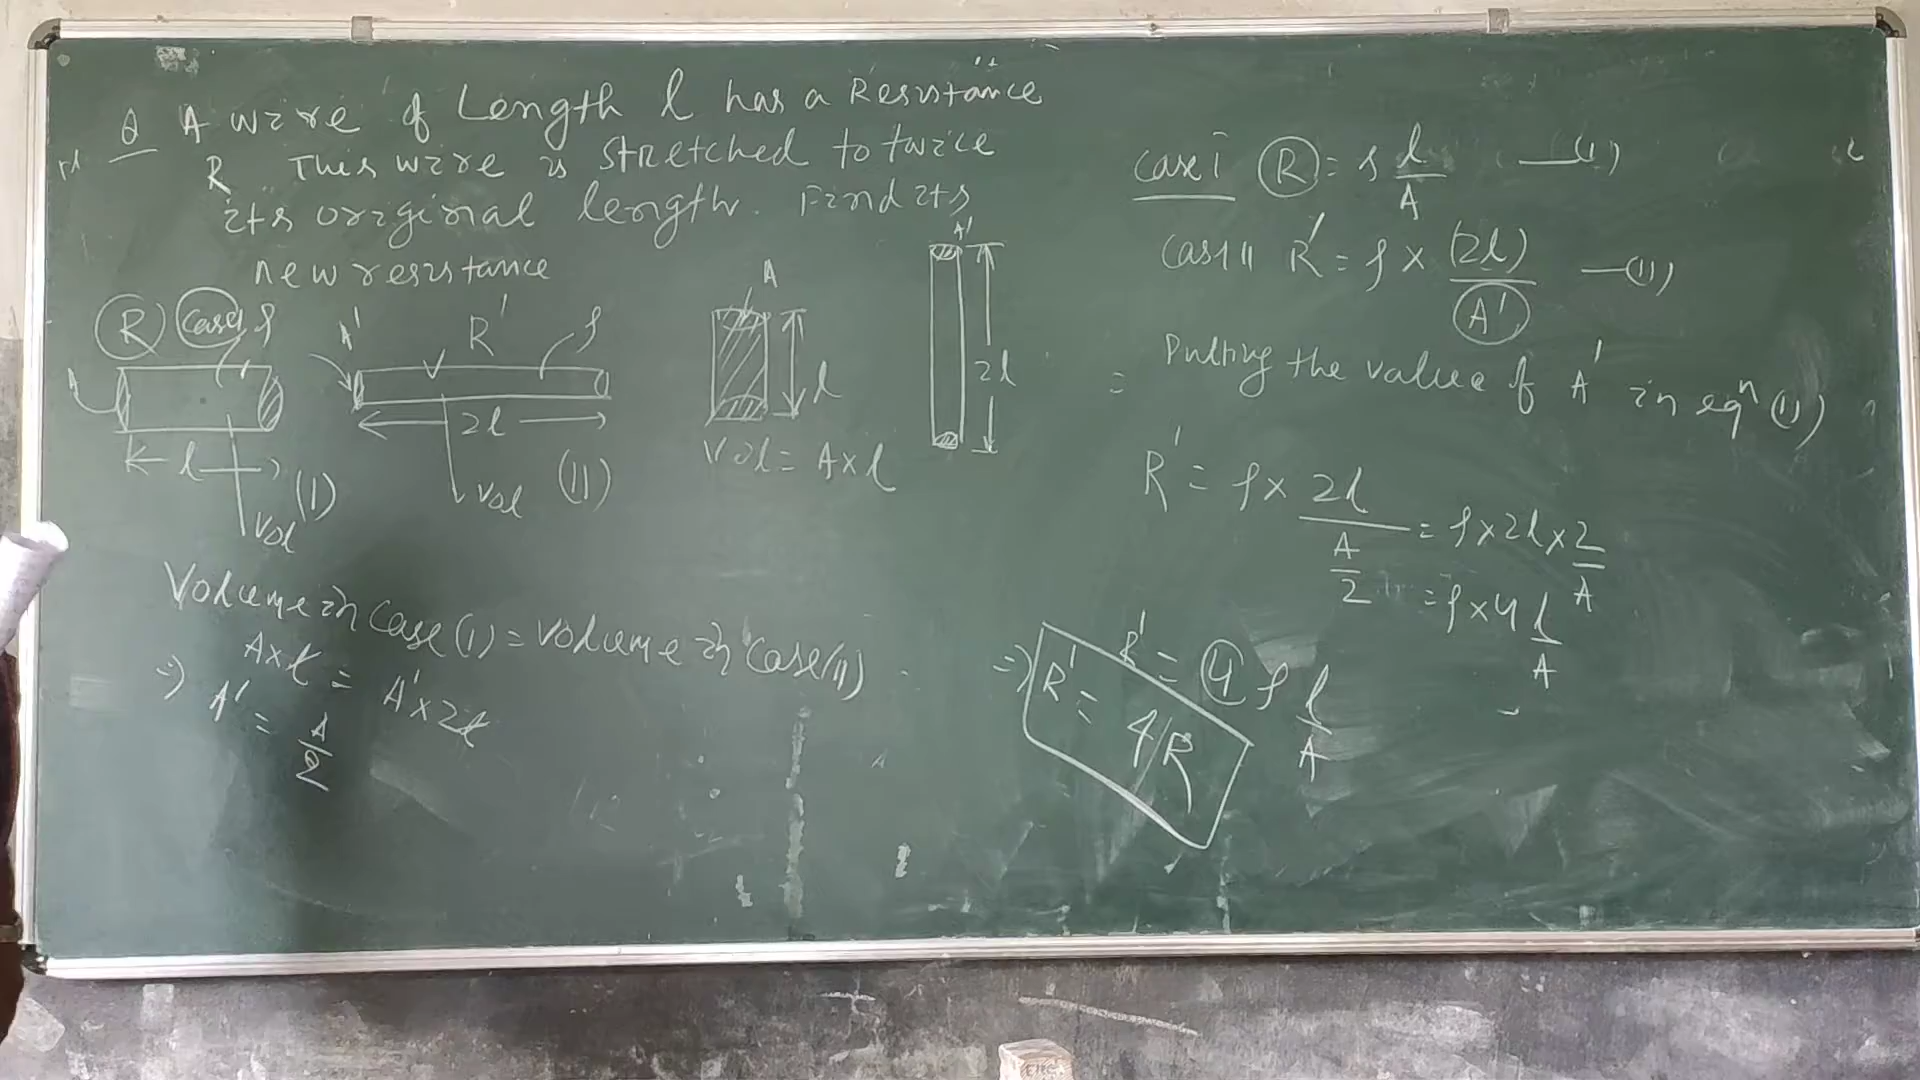 Q A wire of Length l has a Resistance
R This wire is stretched to twice
its original length. Find its
new resistance
R Case I ρ
A' R' ρ
A
l
(I)
Vol
2l
Vol (II)
A
l
Vol = A×l
A'
2l
Volume in Case (I) = Volume in Case (II)
A×l = A'×2l
⇒ A' = A/2
Case I R = ρ l/A —(I)
Case II R' = ρ × (2l)/A' —(II)
Putting the value of A' in eqn (II)
R' = ρ× 2l/(A/2) = ρ×2l×2/A
= ρ×4 l/A
⇒ R' = 4 ρ l/A
R' = 4R